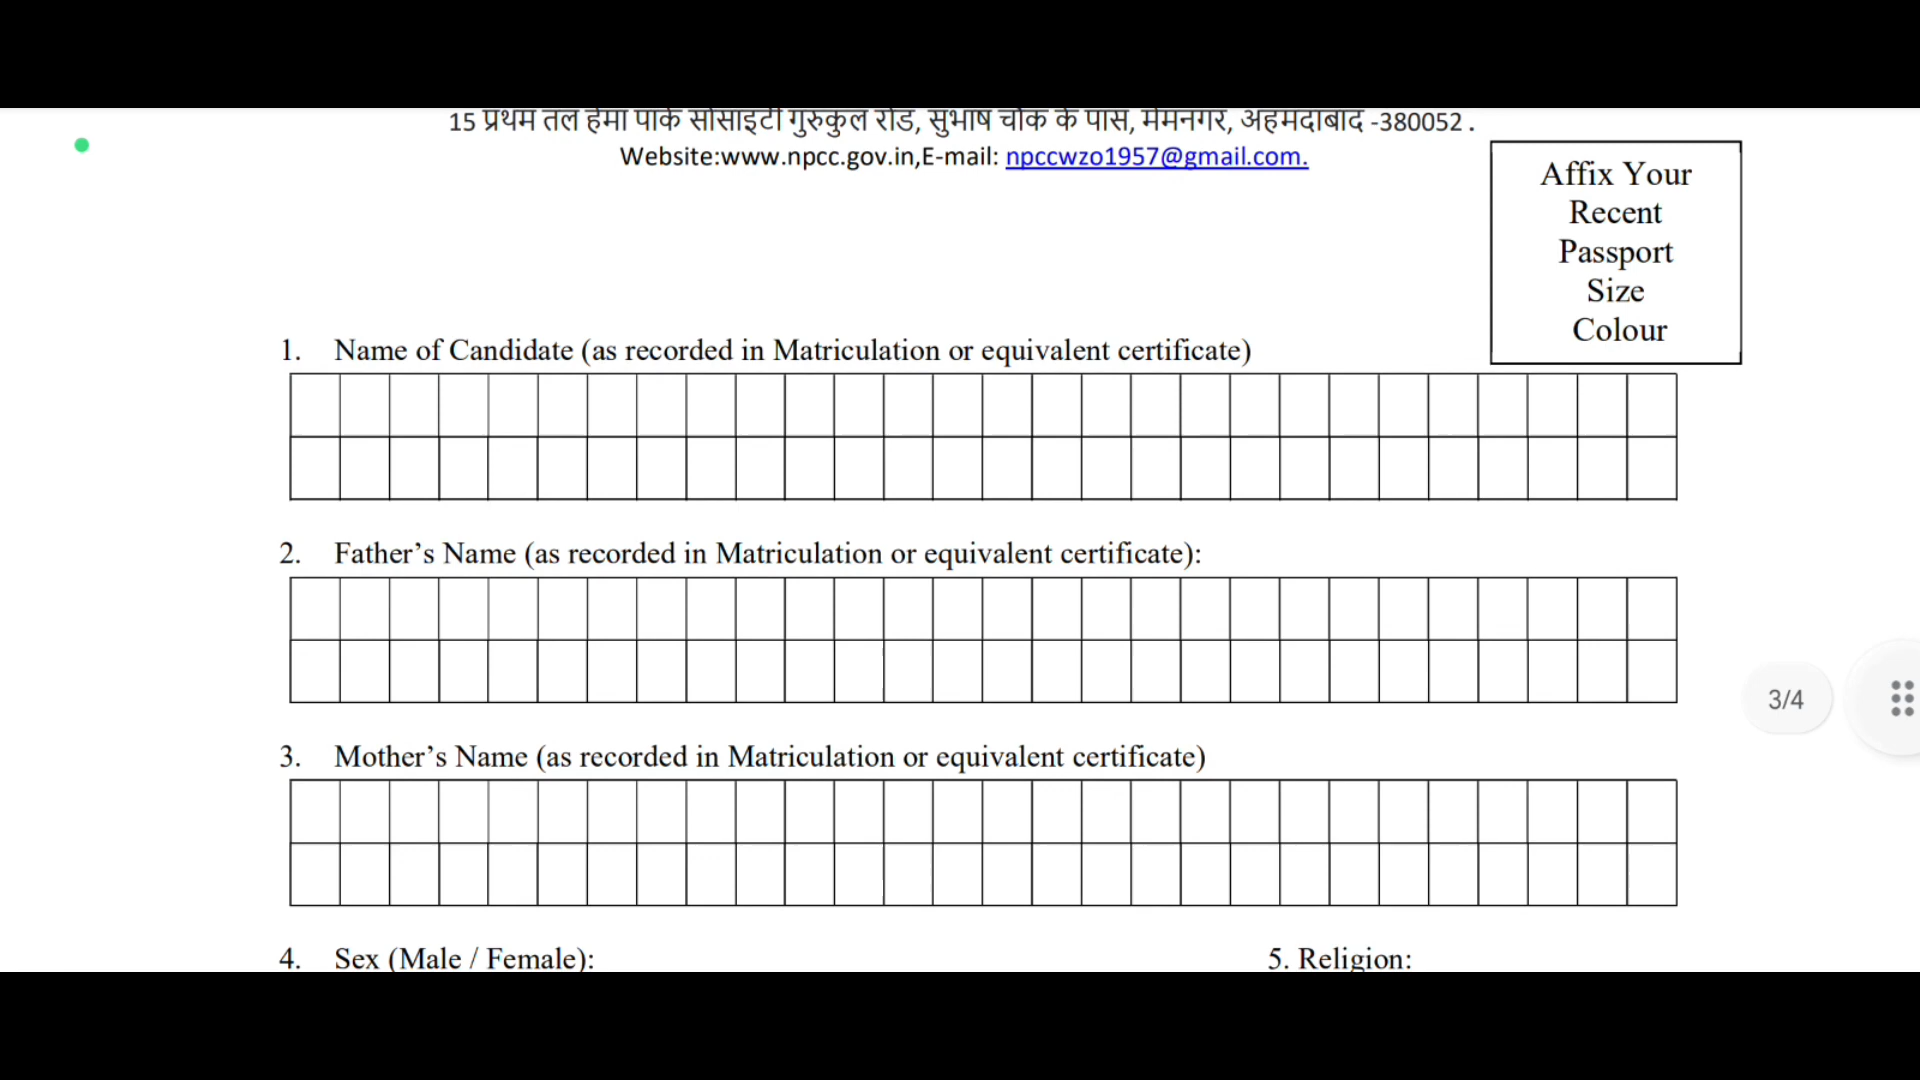 15 प्रथम तल हेमा पार्क सोसाइटी गुरुकुल रोड, सुभाष चौक के पास, मेमनगर, अहमदाबाद -380052 .
Website:www.npcc.gov.in,E-mail: npccwzo1957@gmail.com.
Affix Your
Recent
Passport
Size
Colour
1. Name of Candidate (as recorded in Matriculation or equivalent certificate)
2. Father’s Name (as recorded in Matriculation or equivalent certificate):
3. Mother’s Name (as recorded in Matriculation or equivalent certificate)
3/4
4. Sex (Male / Female): 5. Religion: